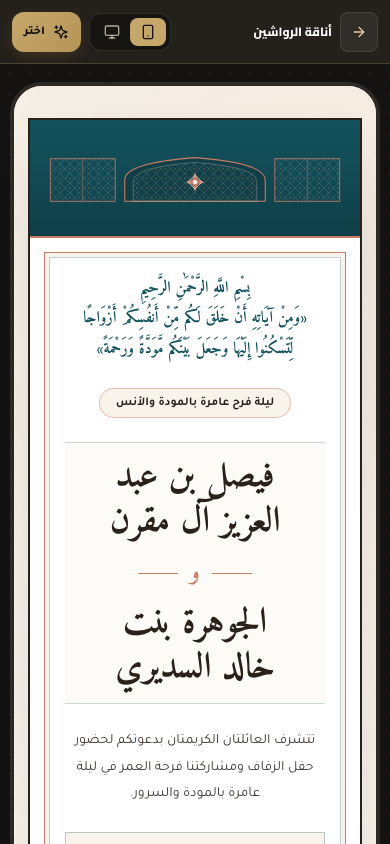 أناقة الرواشين
اختر
بِسْمِ اللَّهِ الرَّحْمَٰنِ الرَّحِيمِ
«وَمِنْ آيَاتِهِ أَنْ خَلَقَ لَكُم مِّنْ أَنفُسِكُمْ أَزْوَاجًا
لِّتَسْكُنُوا إِلَيْهَا وَجَعَلَ بَيْنَكُم مَّوَدَّةً وَرَحْمَةً»
ليلة فرح عامرة بالمودة والأنس
فيصل بن عبد
العزيز آل مقرن
و
الجوهرة بنت
خالد السديري
تتشرف العائلتان الكريمتان بدعوتكم لحضور
حفل الزفاف ومشاركتنا فرحة العمر في ليلة
عامرة بالمودة والسرور.